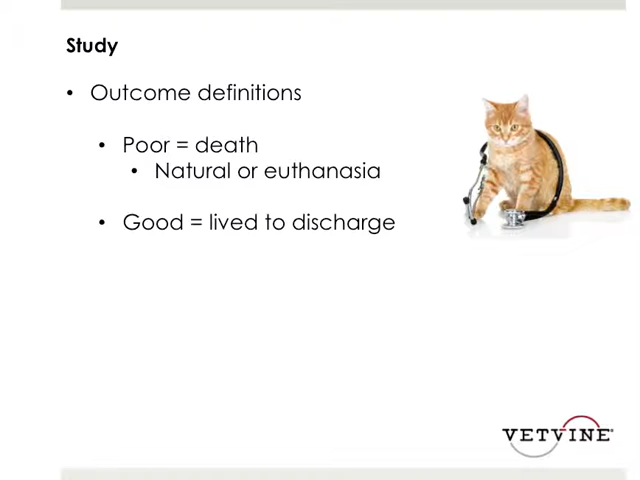 Study
• Outcome definitions
• Poor = death
• Natural or euthanasia
• Good = lived to discharge
VETVINE®